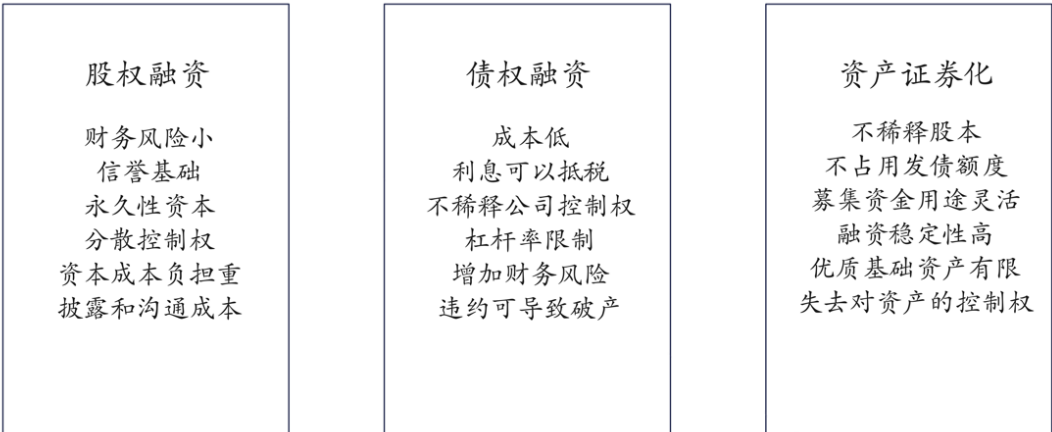 股权融资
财务风险小
信誉基础
永久性资本
分散控制权
资本成本负担重
披露和沟通成本
债权融资
成本低
利息可以抵税
不稀释公司控制权
杠杆率限制
增加财务风险
违约可导致破产
资产证券化
不稀释股本
不占用发债额度
募集资金用途灵活
融资稳定性高
优质基础资产有限
失去对资产的控制权